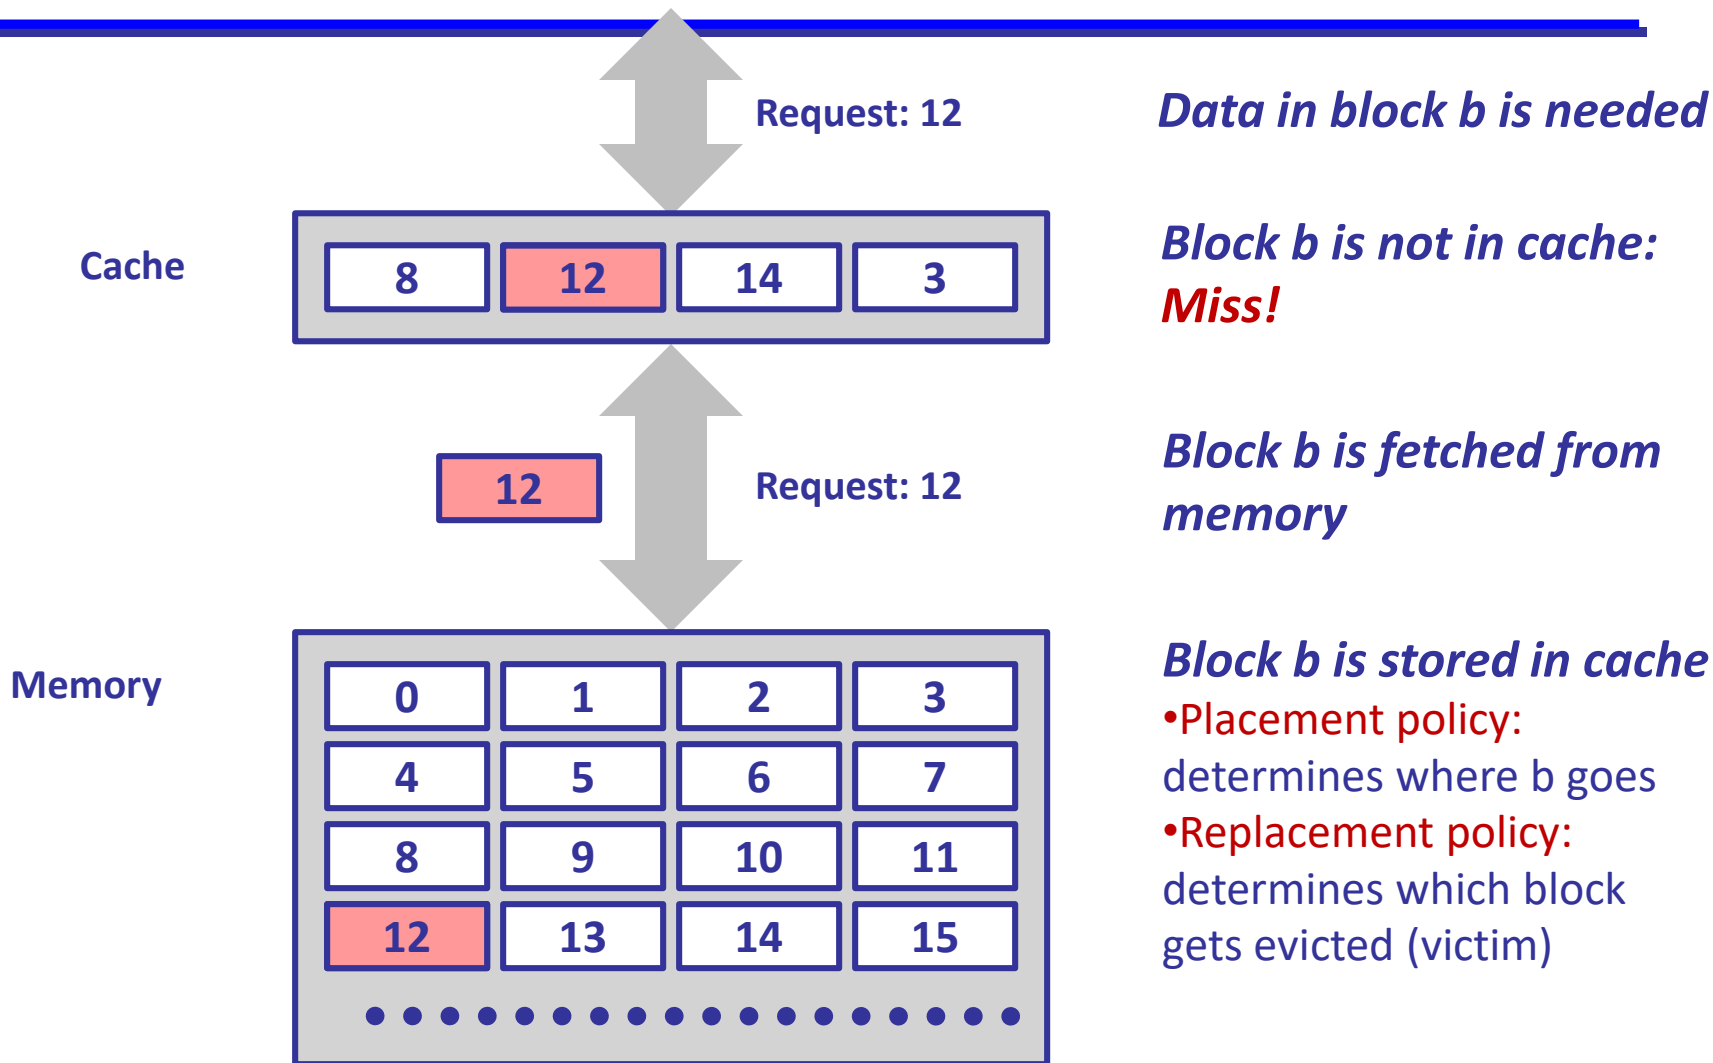 Request: 12
Data in block b is needed
Cache
8 12 14 3
Block b is not in cache:
Miss!
12
Request: 12
Block b is fetched from
memory
Memory
0 1 2 3
4 5 6 7
8 9 10 11
12 13 14 15
Block b is stored in cache
•Placement policy:
determines where b goes
•Replacement policy:
determines which block
gets evicted (victim)